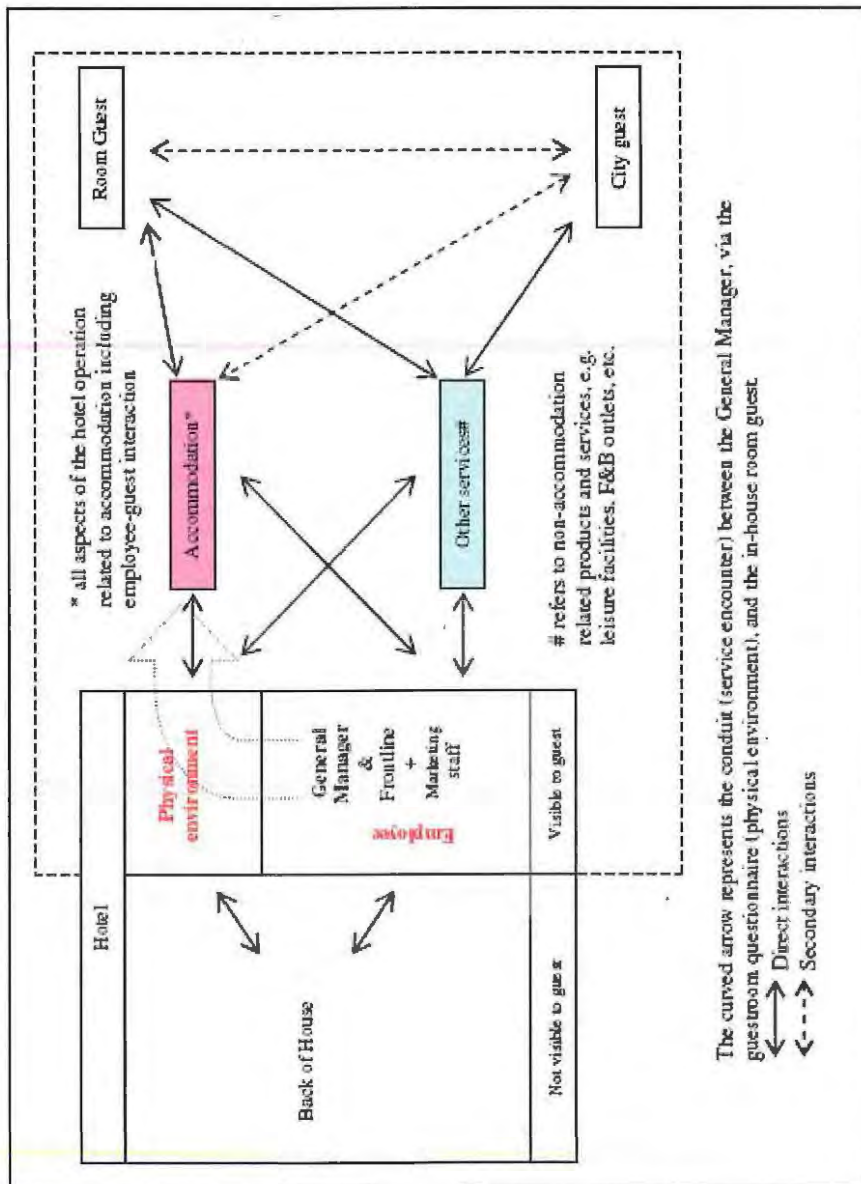 Hotel
Back of House
Not visible to guest
Physical
environment
General
Manager
&
Frontline
+
Marketing
staff
Employee
Visible to guest
* all aspects of the hotel operation
related to accommodation including
employee-guest interaction
Accommodation*
Other services#
# refers to non-accommodation
related products and services, e.g.
leisure facilities, F&B outlets, etc.
Room Guest
City guest
The curved arrow represents the conduit (service encounter) between the General Manager, via the
guestroom questionnaire (physical environment), and the in-house room guest
Direct interactions
Secondary interactions